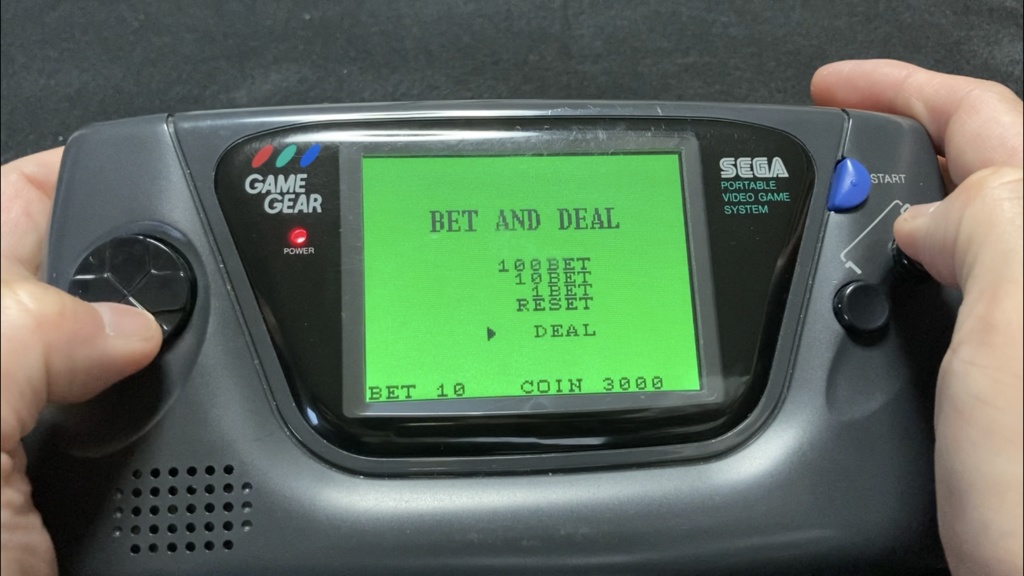 GAME
GEAR
POWER
SEGA
PORTABLE
VIDEO GAME
SYSTEM
START
BET AND DEAL
100BET
10BET
1BET
RESET
DEAL
BET 10 COIN 3000